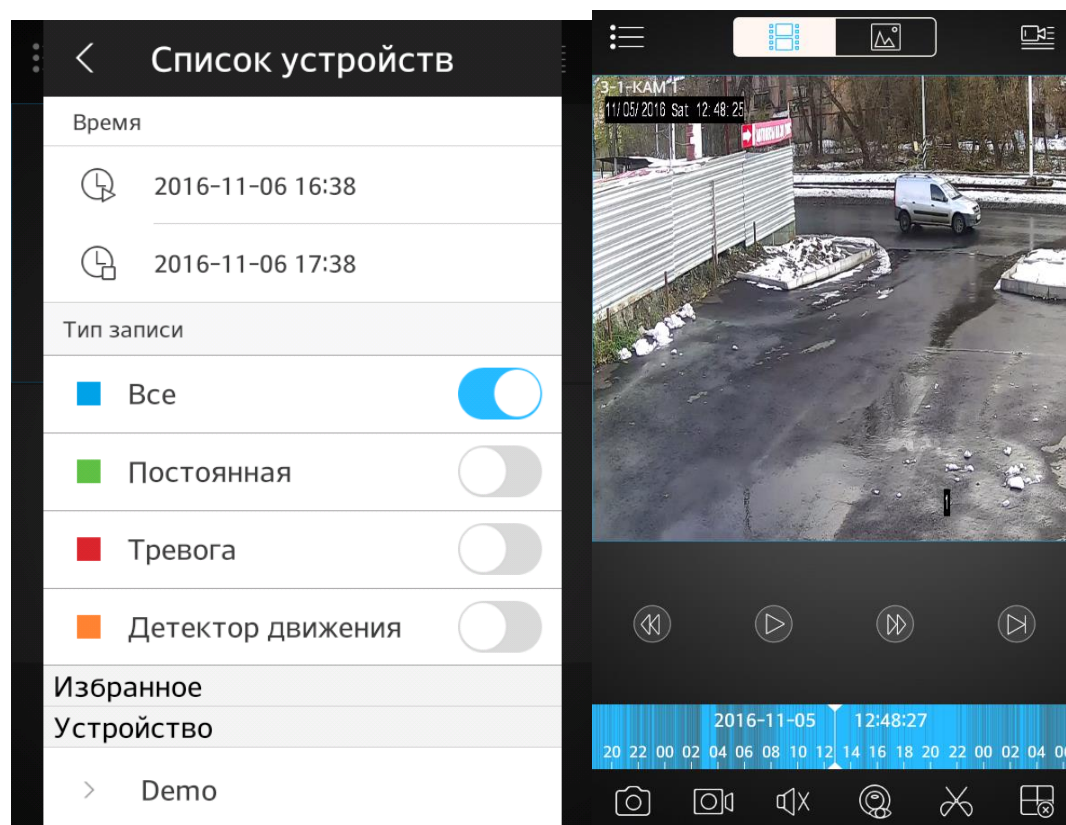 Список устройств
Время
2016-11-06 16:38
2016-11-06 17:38
Тип записи
Все
Постоянная
Тревога
Детектор движения
Избранное
Устройство
Demo
3-1-КАМ 1
11/05/2016 Sat 12:48:25
2016-11-05 12:48:27
20 22 00 02 04 06 08 10 12 14 16 18 20 22 00 02 04